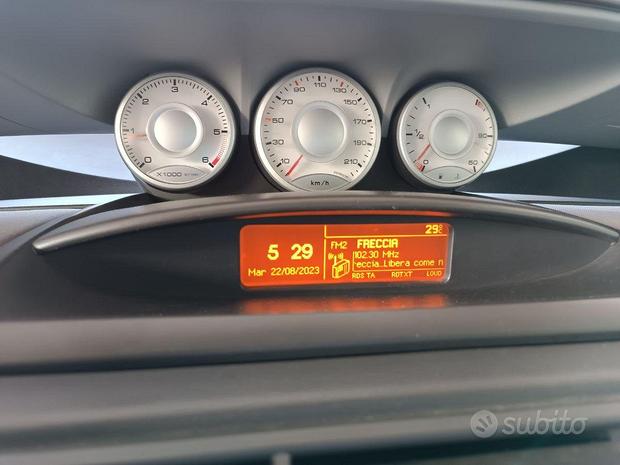 0 1 2 3 4 5 6
X1000
10 30 50 70 90 110 130 150 170 190 210
km/h
0 1/2 1
50 90
5 29
Mar 22/08/2023
FM2 FRECCIA
29°C
102.30 MHz
reccia..Libera come n
RDS TA RDTXT LOUD
subito